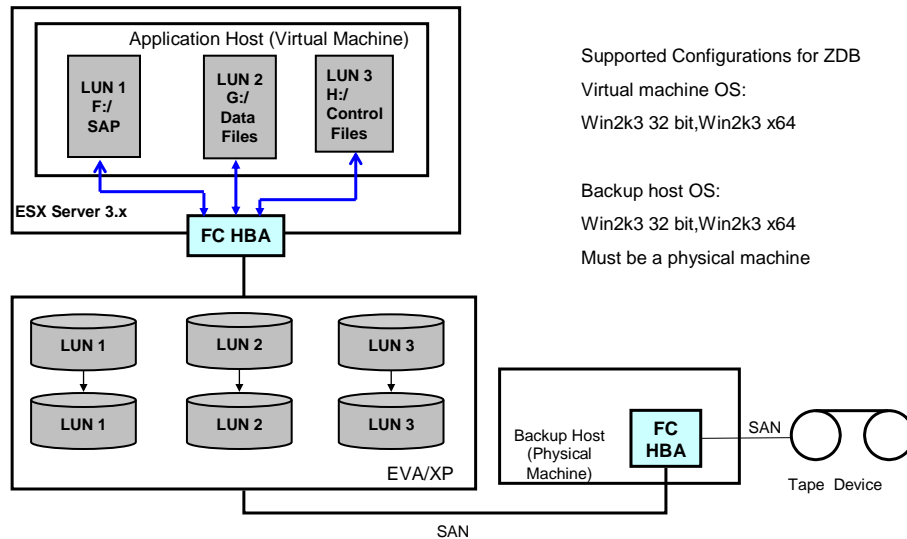 Application Host (Virtual Machine)
LUN 1
F:/
SAP
LUN 2
G:/
Data
Files
LUN 3
H:/
Control
Files
ESX Server 3.x
FC HBA
Supported Configurations for ZDB
Virtual machine OS:
Win2k3 32 bit,Win2k3 x64
Backup host OS:
Win2k3 32 bit,Win2k3 x64
Must be a physical machine
LUN 1
LUN 2
LUN 3
LUN 1
LUN 2
LUN 3
EVA/XP
Backup Host
(Physical
Machine)
FC
HBA
SAN
Tape Device
SAN